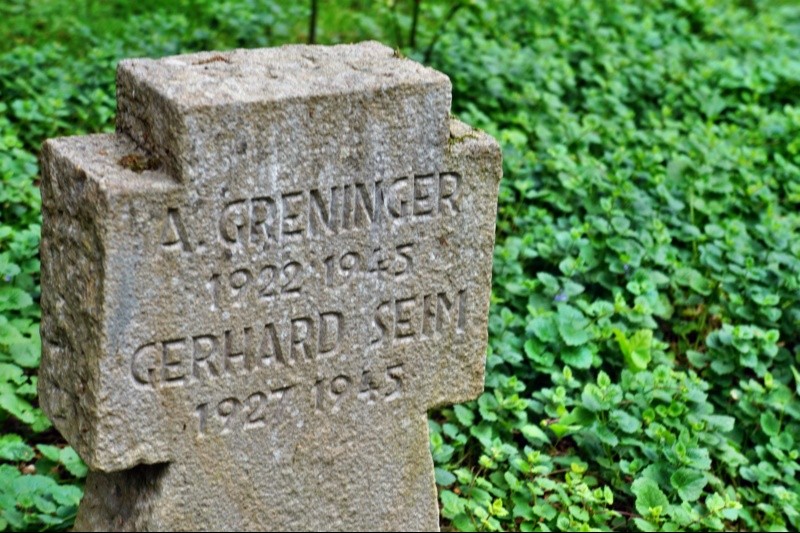 A. GRENINGER
1922 1945
GERHARD SEIM
1927 1945